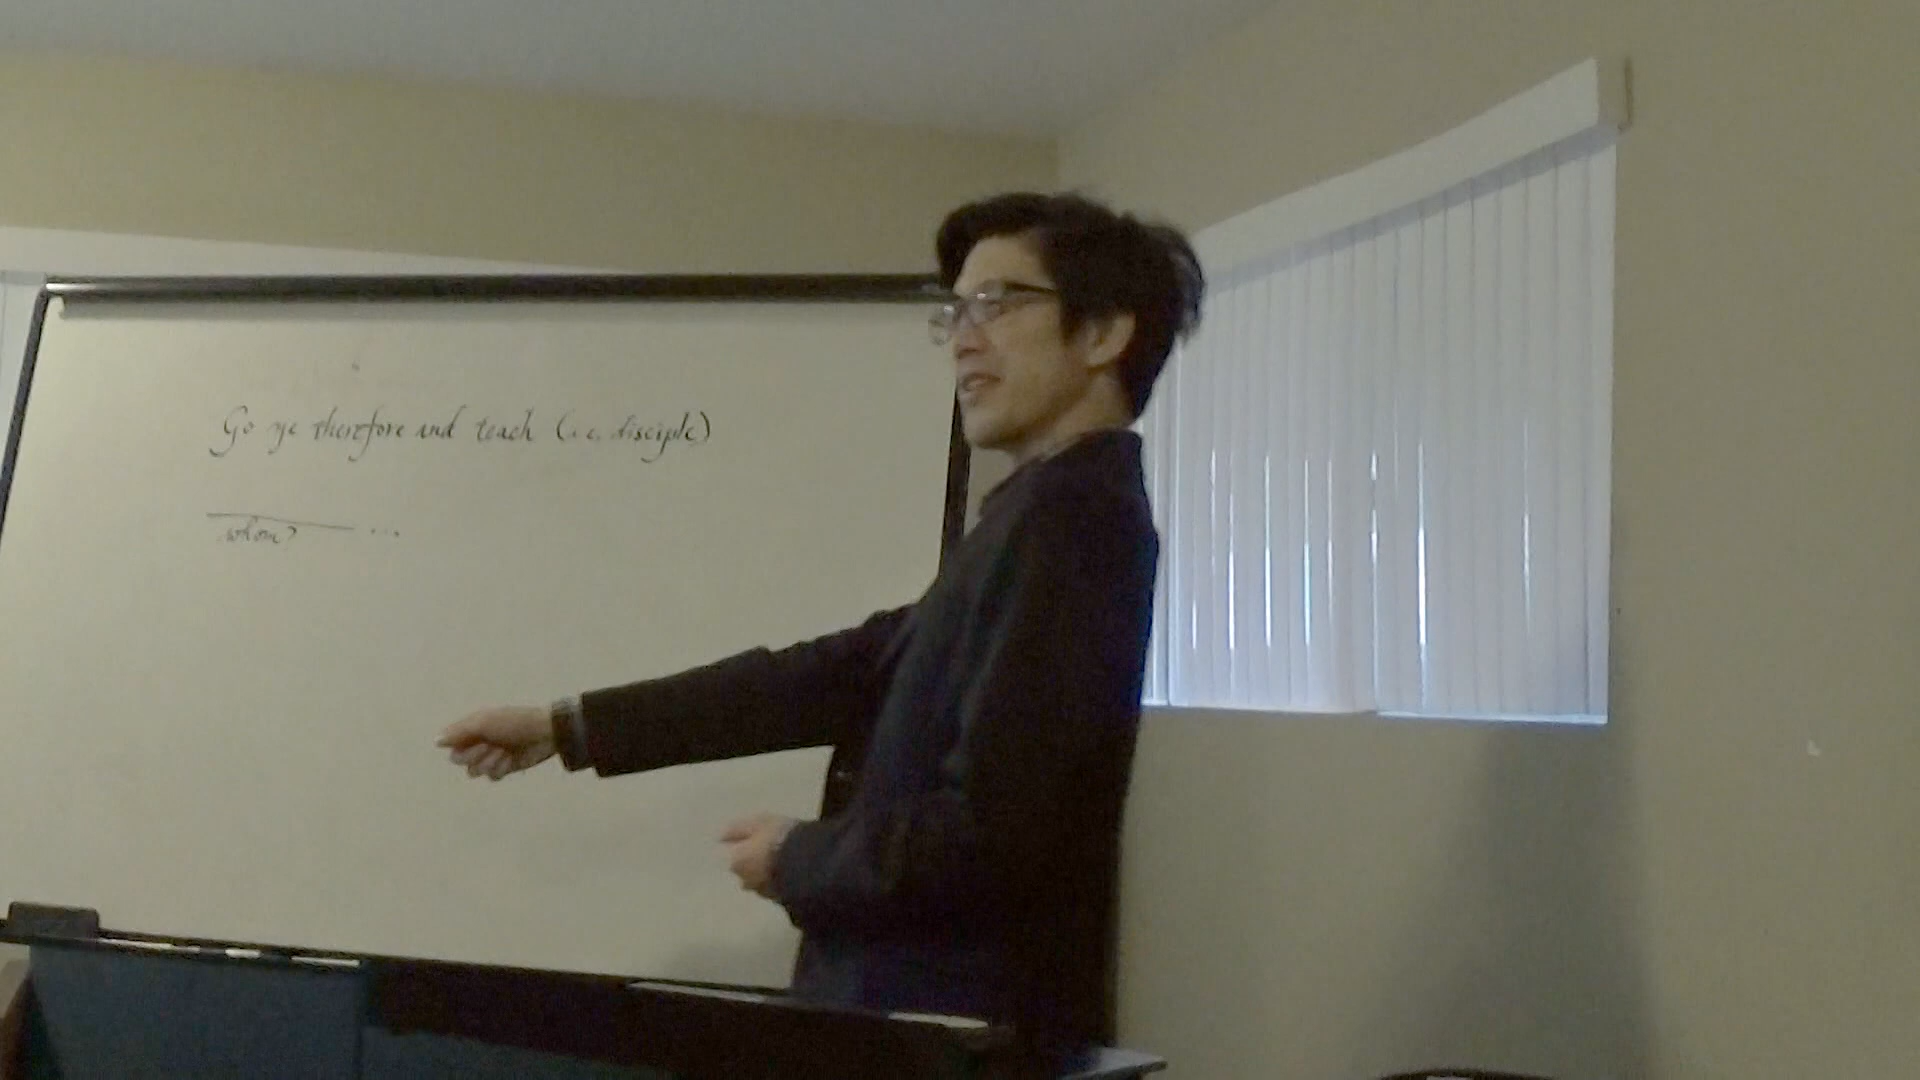 Go ye therefore and teach (i.e. disciple)
whom? ...